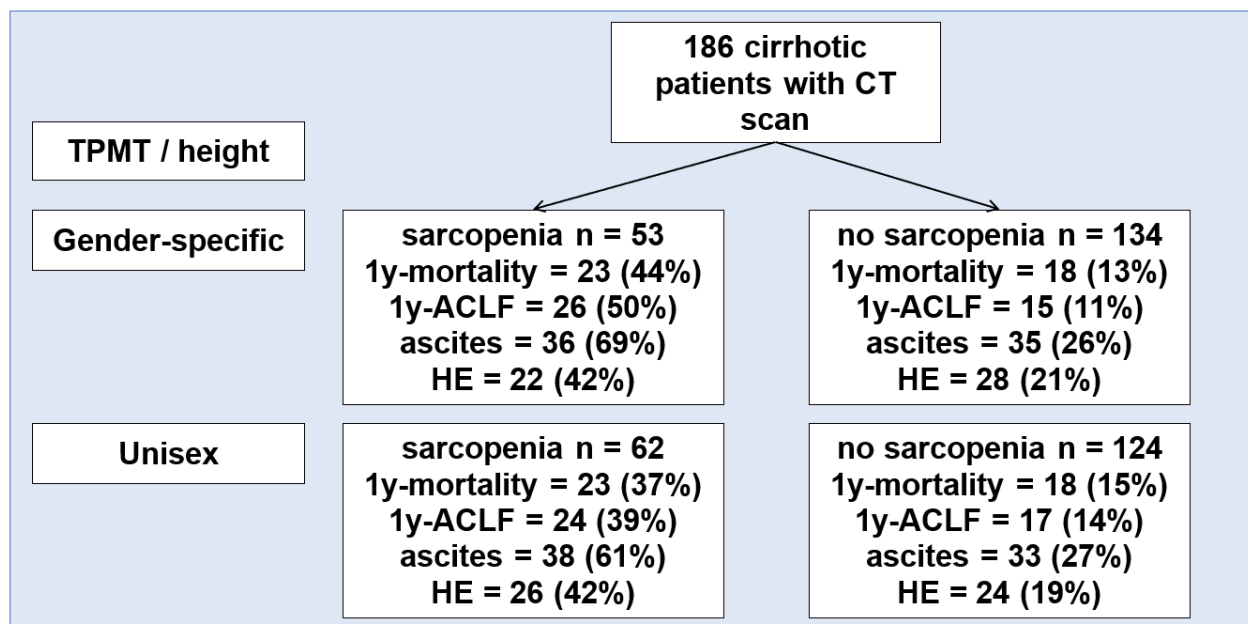 186 cirrhotic
patients with CT
scan
TPMT / height
Gender-specific
sarcopenia n = 53
1y-mortality = 23 (44%)
1y-ACLF = 26 (50%)
ascites = 36 (69%)
HE = 22 (42%)
no sarcopenia n = 134
1y-mortality = 18 (13%)
1y-ACLF = 15 (11%)
ascites = 35 (26%)
HE = 28 (21%)
Unisex
sarcopenia n = 62
1y-mortality = 23 (37%)
1y-ACLF = 24 (39%)
ascites = 38 (61%)
HE = 26 (42%)
no sarcopenia n = 124
1y-mortality = 18 (15%)
1y-ACLF = 17 (14%)
ascites = 33 (27%)
HE = 24 (19%)